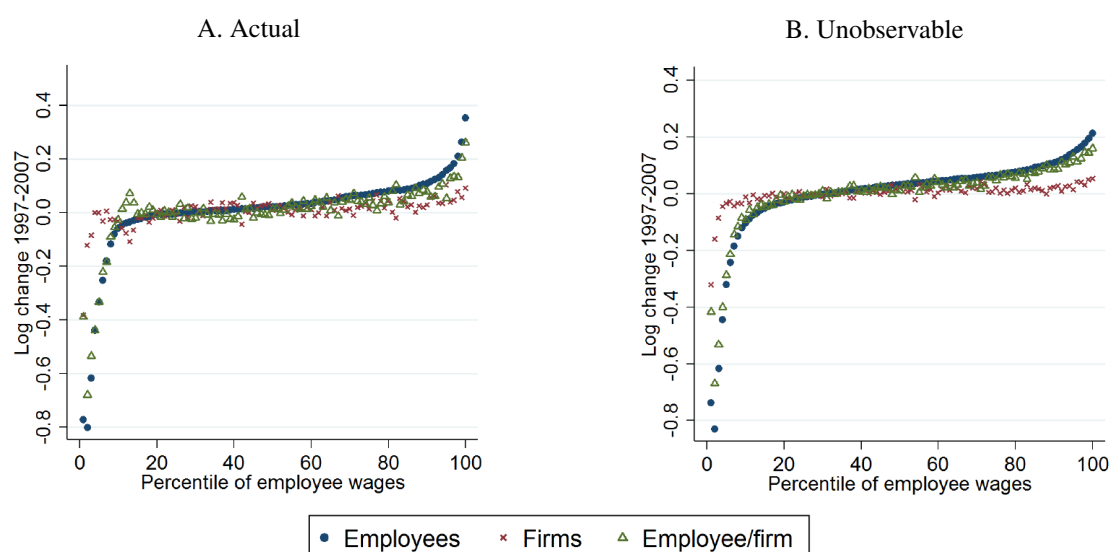 A. Actual
B. Unobservable
Log change 1997-2007
0.4
0.2
0.0
-0.2
-0.4
-0.6
-0.8
0 20 40 60 80 100
Percentile of employee wages
Log change 1997-2007
0.4
0.2
0.0
-0.2
-0.4
-0.6
-0.8
0 20 40 60 80 100
Percentile of employee wages
Employees Firms Employee/firm